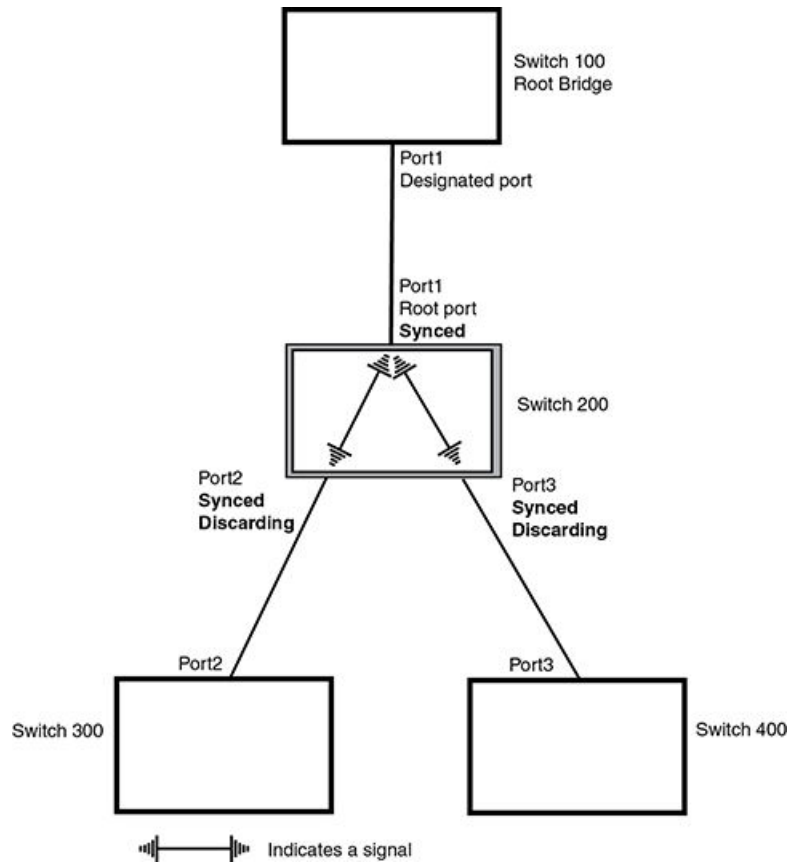 Switch 100
Root Bridge
Port1
Designated port
Port1
Root port
Synced
Switch 200
Port2
Synced
Discarding
Port3
Synced
Discarding
Port2
Port3
Switch 300
Switch 400
Indicates a signal